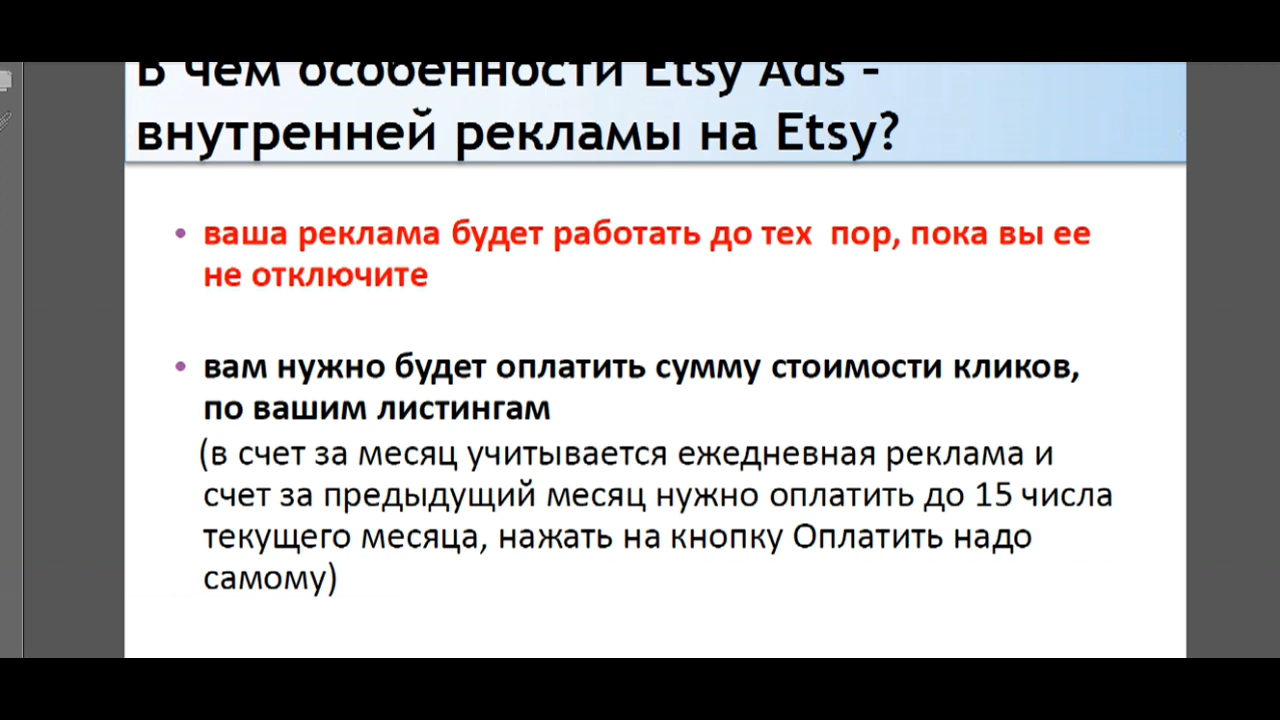 В чем особенности Etsy Ads –
внутренней рекламы на Etsy?
• ваша реклама будет работать до тех  пор, пока вы ее
не отключите
• вам нужно будет оплатить сумму стоимости кликов,
по вашим листингам
(в счет за месяц учитывается ежедневная реклама и
счет за предыдущий месяц нужно оплатить до 15 числа
текущего месяца, нажать на кнопку Оплатить надо
самому)